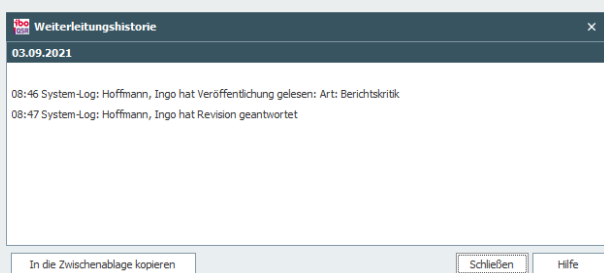 ibo
QSR
Weiterleitungshistorie
03.09.2021
08:46 System-Log: Hoffmann, Ingo hat Veröffentlichung gelesen: Art: Berichtskritik
08:47 System-Log: Hoffmann, Ingo hat Revision geantwortet
In die Zwischenablage kopieren
Schließen
Hilfe